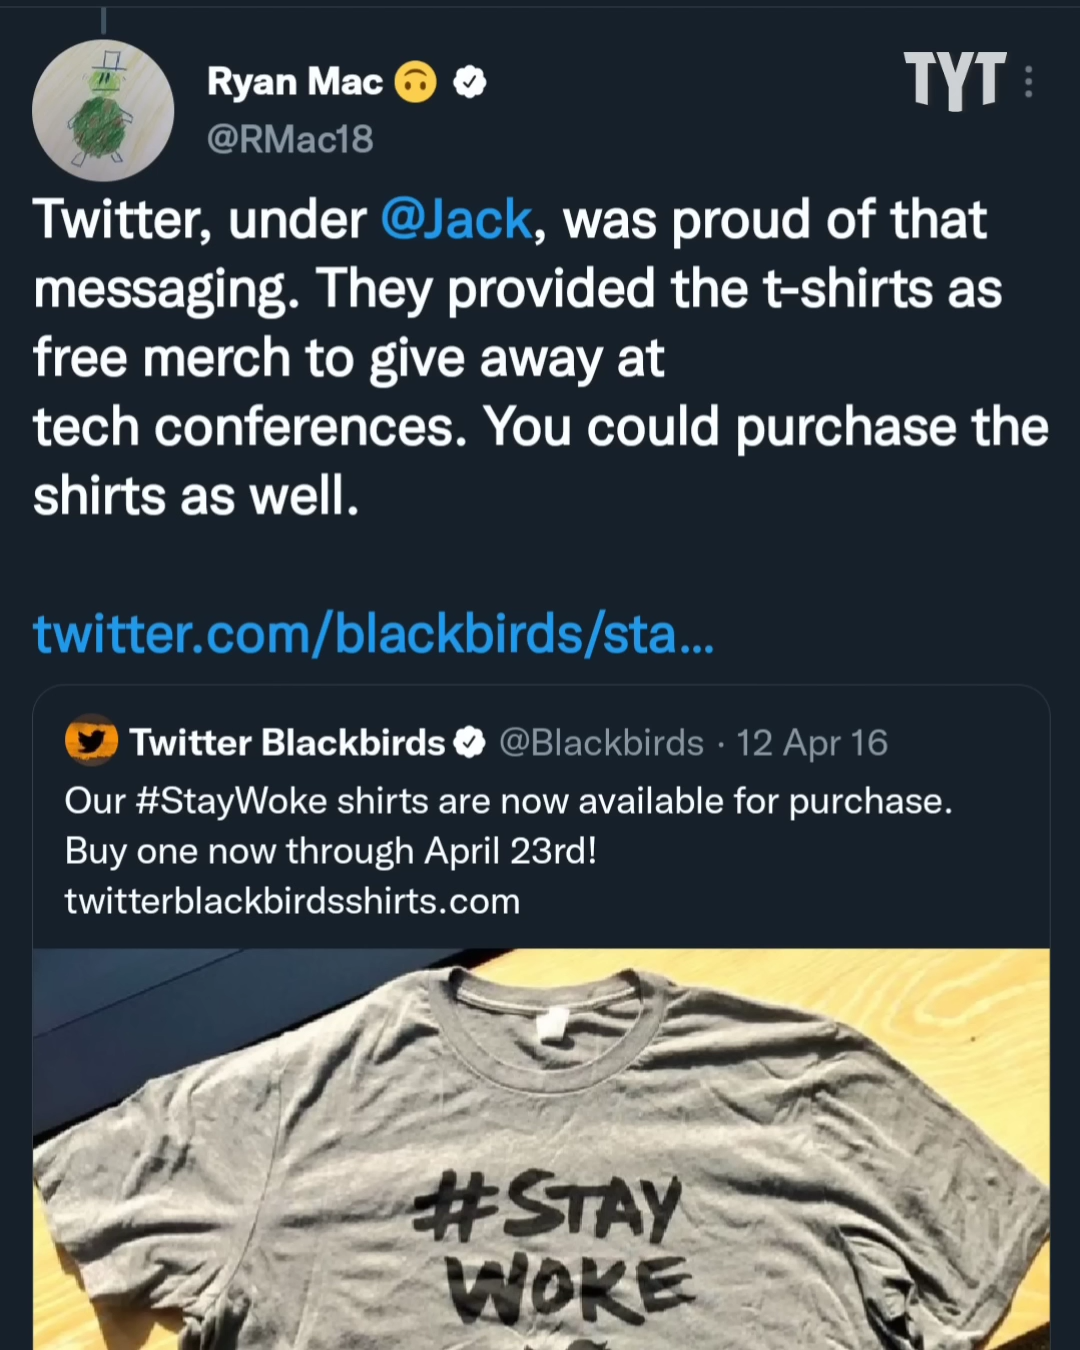 Ryan Mac 🙃
TYT
@RMac18
Twitter, under @Jack, was proud of that
messaging. They provided the t-shirts as
free merch to give away at
tech conferences. You could purchase the
shirts as well.
twitter.com/blackbirds/sta...
Twitter Blackbirds @Blackbirds · 12 Apr 16
Our #StayWoke shirts are now available for purchase.
Buy one now through April 23rd!
twitterblackbirdsshirts.com
#STAY
WOKE